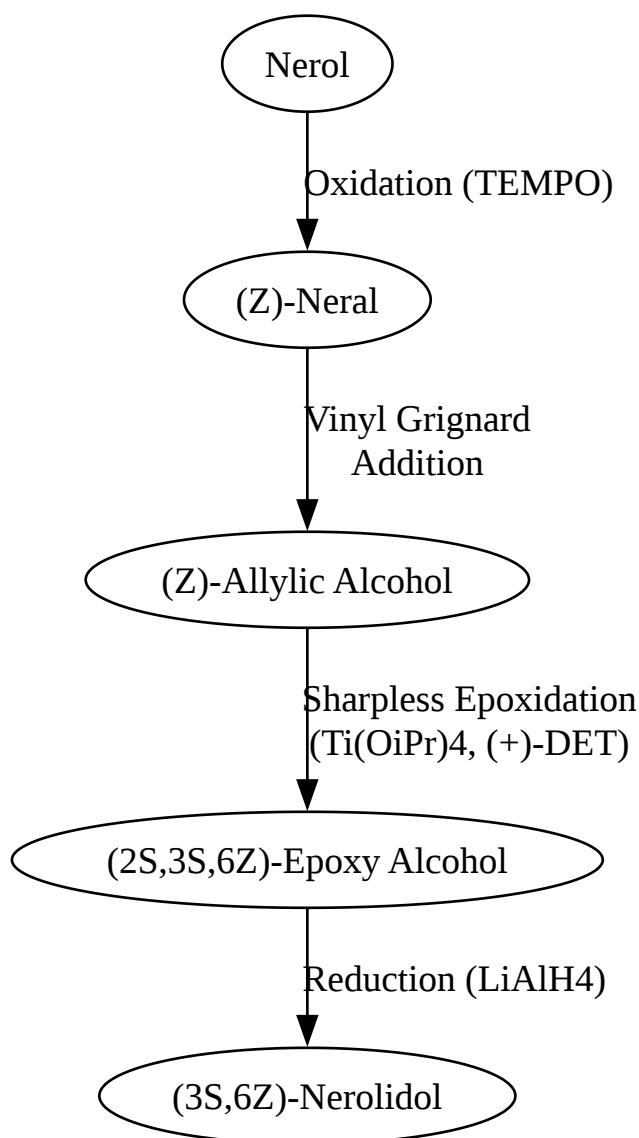 Nerol
Oxidation (TEMPO)
(Z)-Neral
Vinyl Grignard
Addition
(Z)-Allylic Alcohol
Sharpless Epoxidation
(Ti(OiPr)4, (+)-DET)
(2S,3S,6Z)-Epoxy Alcohol
Reduction (LiAlH4)
(3S,6Z)-Nerolidol